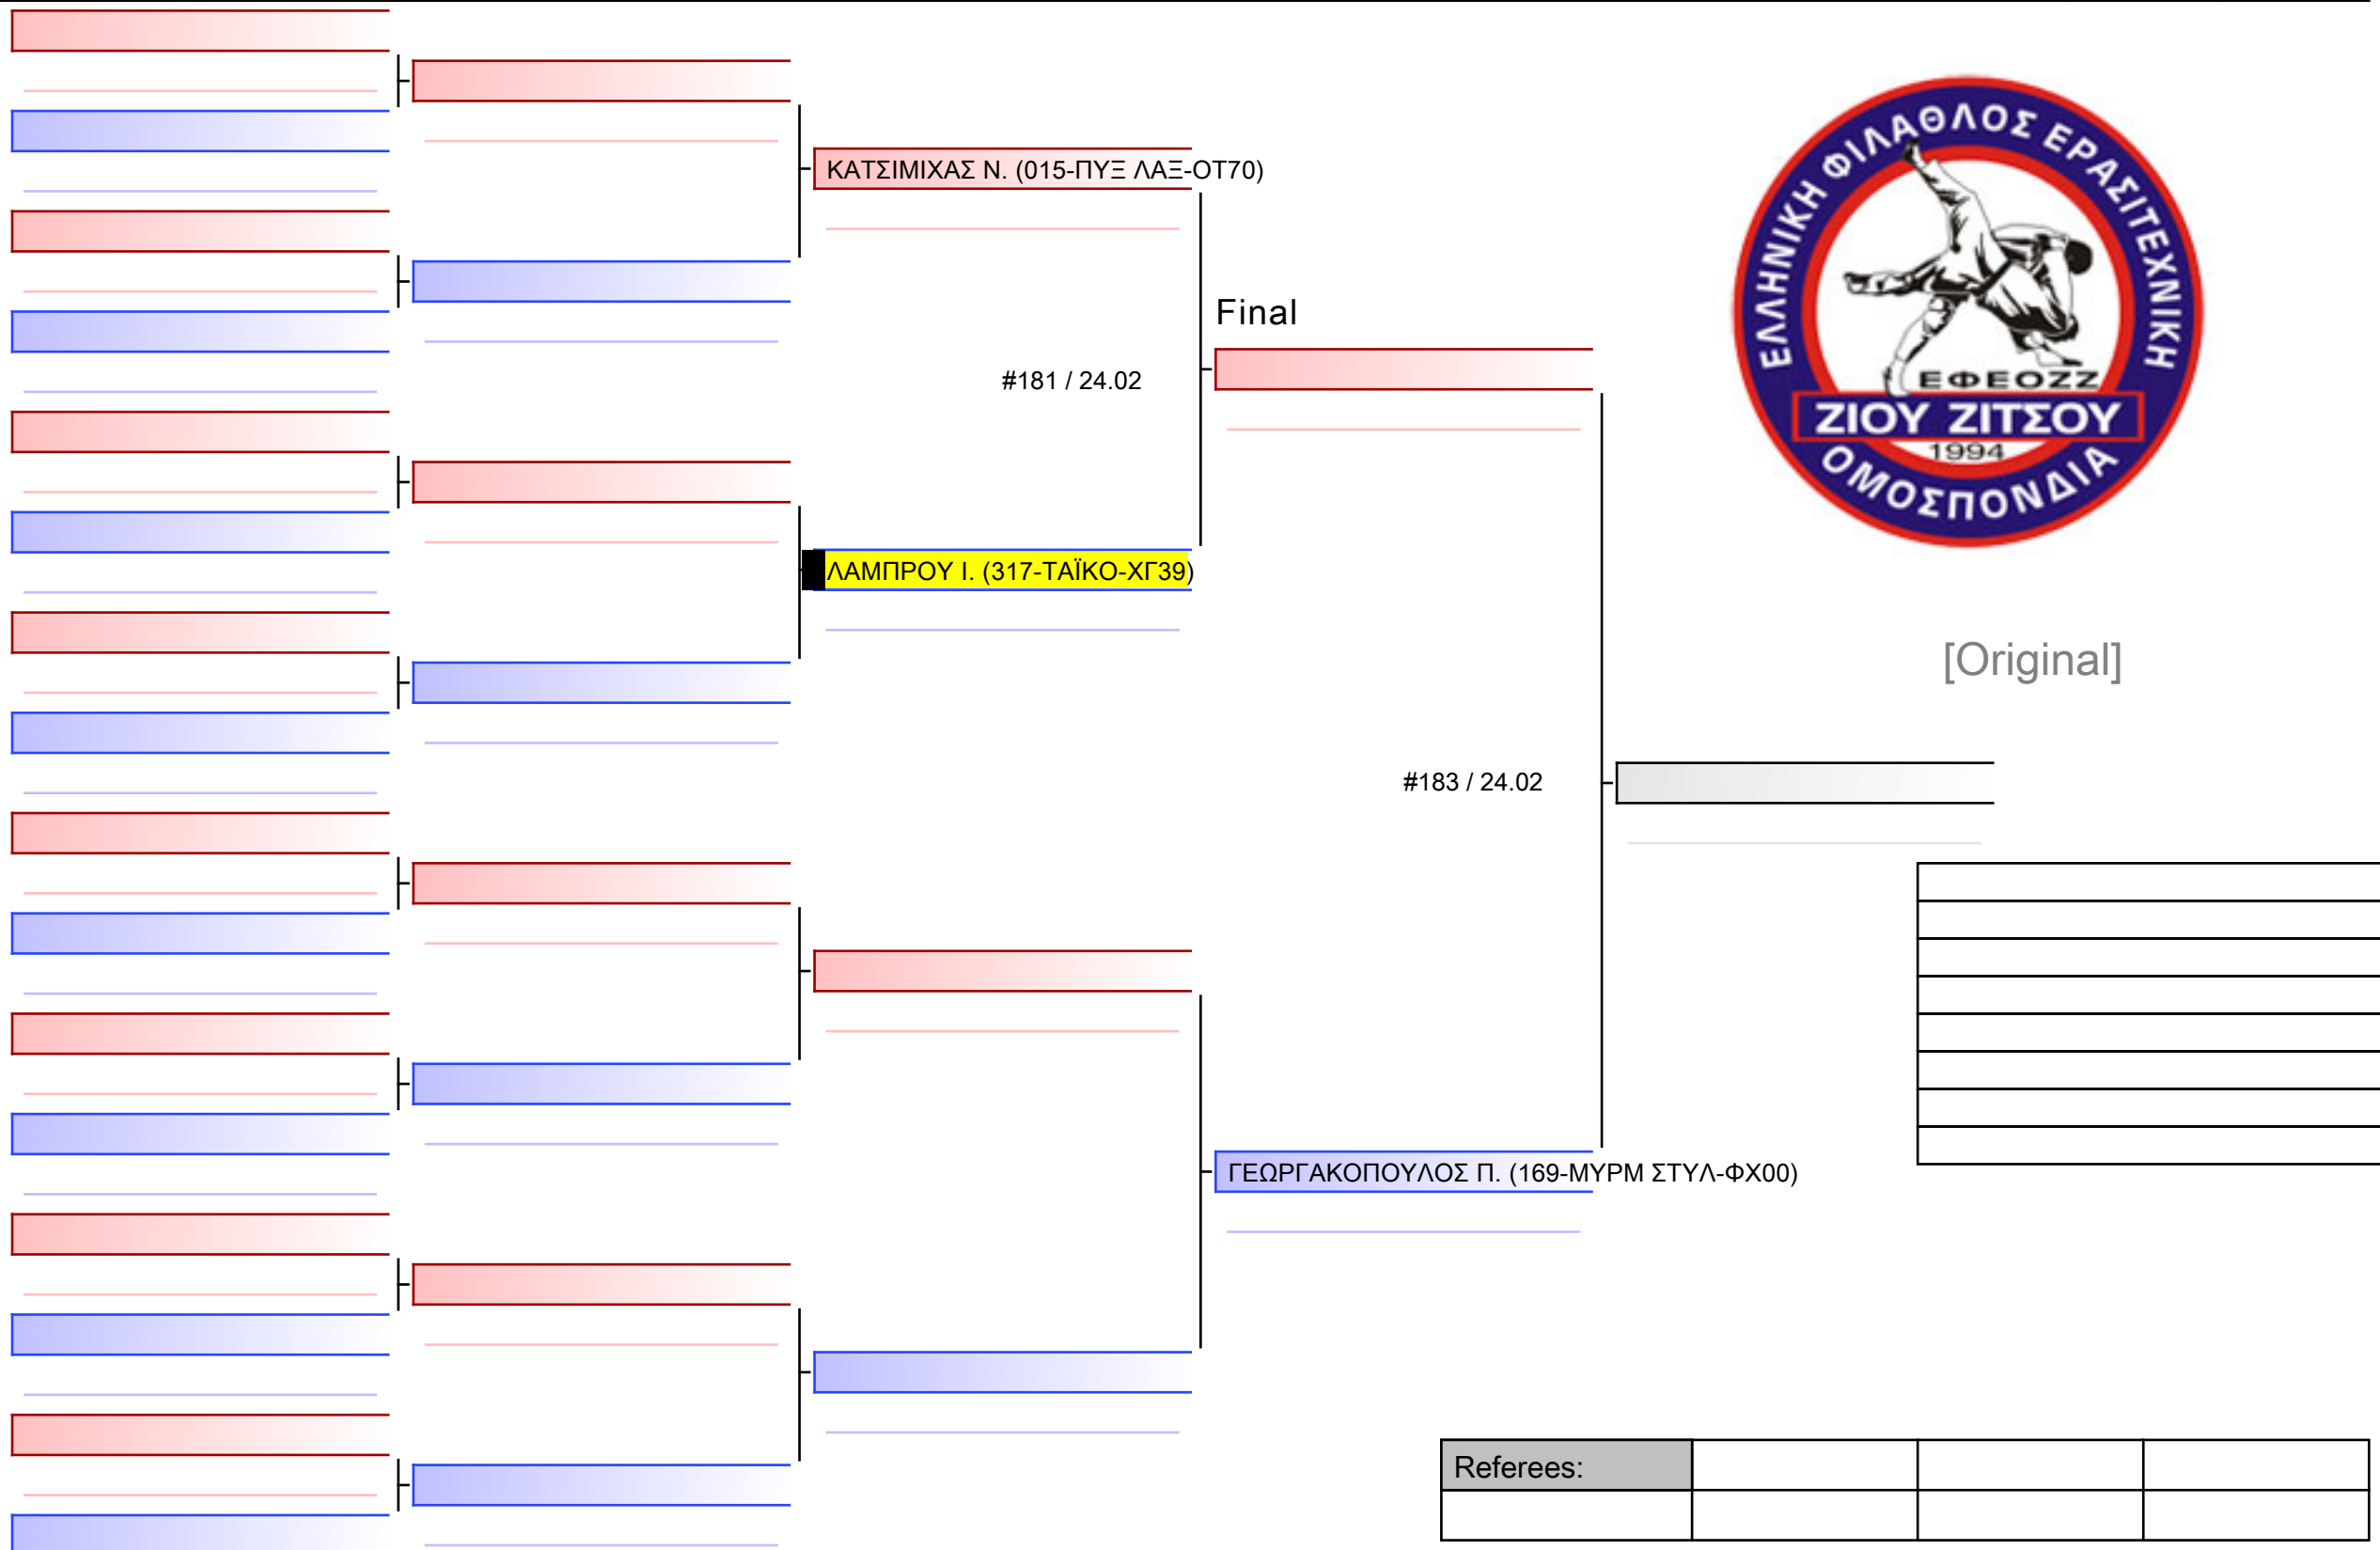 ΚΑΤΣΙΜΙΧΑΣ Ν. (015-ΠΥΞ ΛΑΞ-ΟΤ70)
Final
#181 / 24.02
ΛΑΜΠΡΟΥ Ι. (317-ΤΑΪΚΟ-ΧΓ39)
ΕΛΛΗΝΙΚΗ ΦΙΛΑΘΛΟΣ ΕΡΑΣΙΤΕΧΝΙΚΗ
ΕΦΕΟΖΖ
ΖΙΟΥ ΖΙΤΣΟΥ
1994
ΟΜΟΣΠΟΝΔΙΑ
[Original]
#183 / 24.02
ΓΕΩΡΓΑΚΟΠΟΥΛΟΣ Π. (169-ΜΥΡΜ ΣΤΥΛ-ΦΧ00)
Referees: